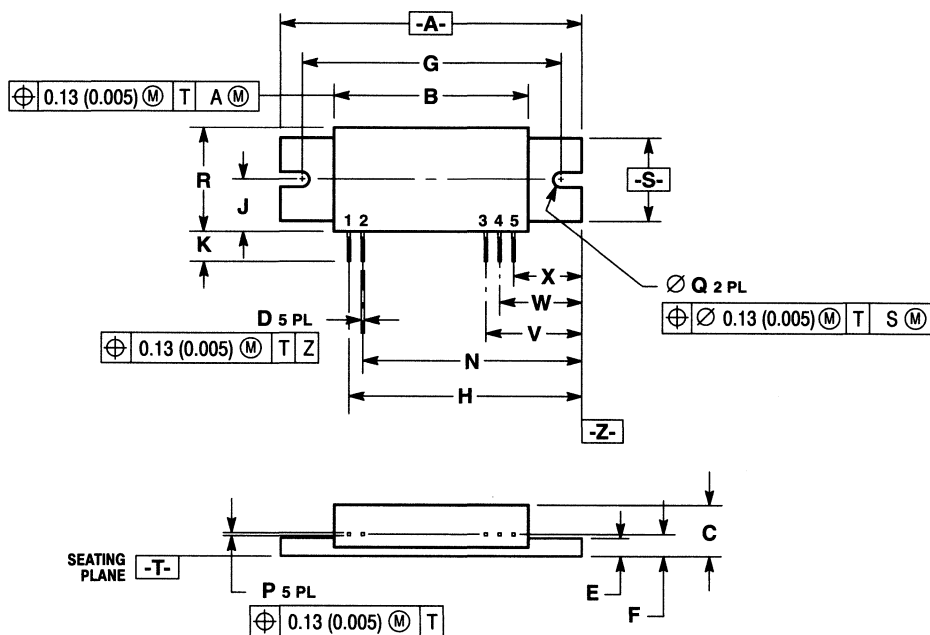 -A-
G
⌖ 0.13 (0.005) Ⓜ T A Ⓜ
B
R
J
K
-S-
1 2 3 4 5
X
W
V
N
H
∅ Q 2 PL
⌖ ∅ 0.13 (0.005) Ⓜ T S Ⓜ
D 5 PL
⌖ 0.13 (0.005) Ⓜ T Z
-Z-
C
E
F
SEATING
PLANE -T-
P 5 PL
⌖ 0.13 (0.005) Ⓜ T